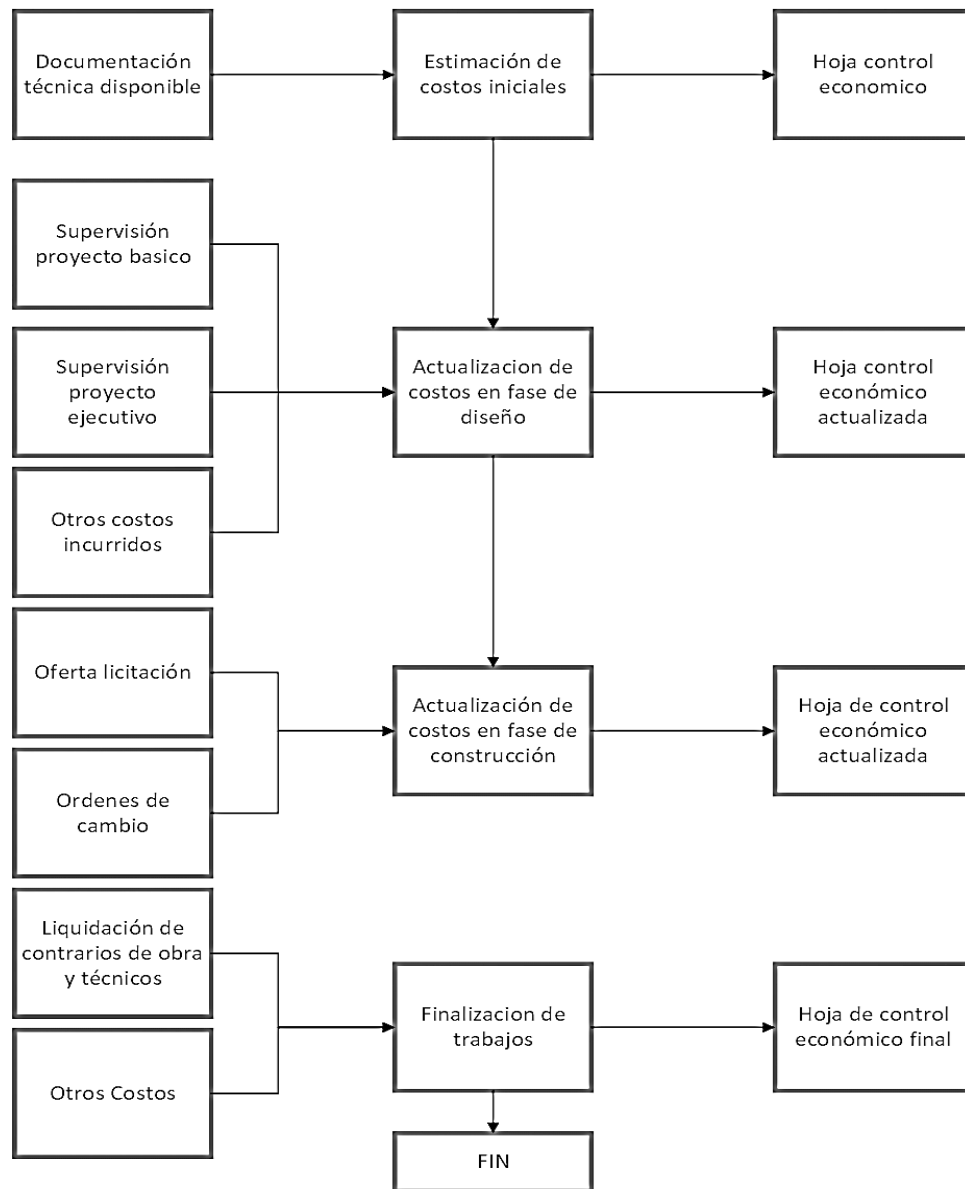 Documentación
técnica disponible
Estimación de
costos iniciales
Hoja control
economico
Supervisión
proyecto basico
Supervisión
proyecto
ejecutivo
Actualizacion de
costos en fase de
diseño
Hoja control
económico
actualizada
Otros costos
incurridos
Oferta licitación
Actualización de
costos en fase de
construcción
Hoja de control
económico
actualizada
Ordenes de
cambio
Liquidación de
contrarios de obra
y técnicos
Finalizacion de
trabajos
Hoja de control
económico final
Otros Costos
FIN